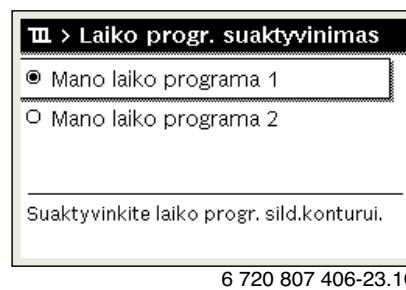 > Laiko progr. suaktyvinimas
Mano laiko programa 1
Mano laiko programa 2
Suaktyvinkite laiko progr. sild.konturui.
6 720 807 406-23.1